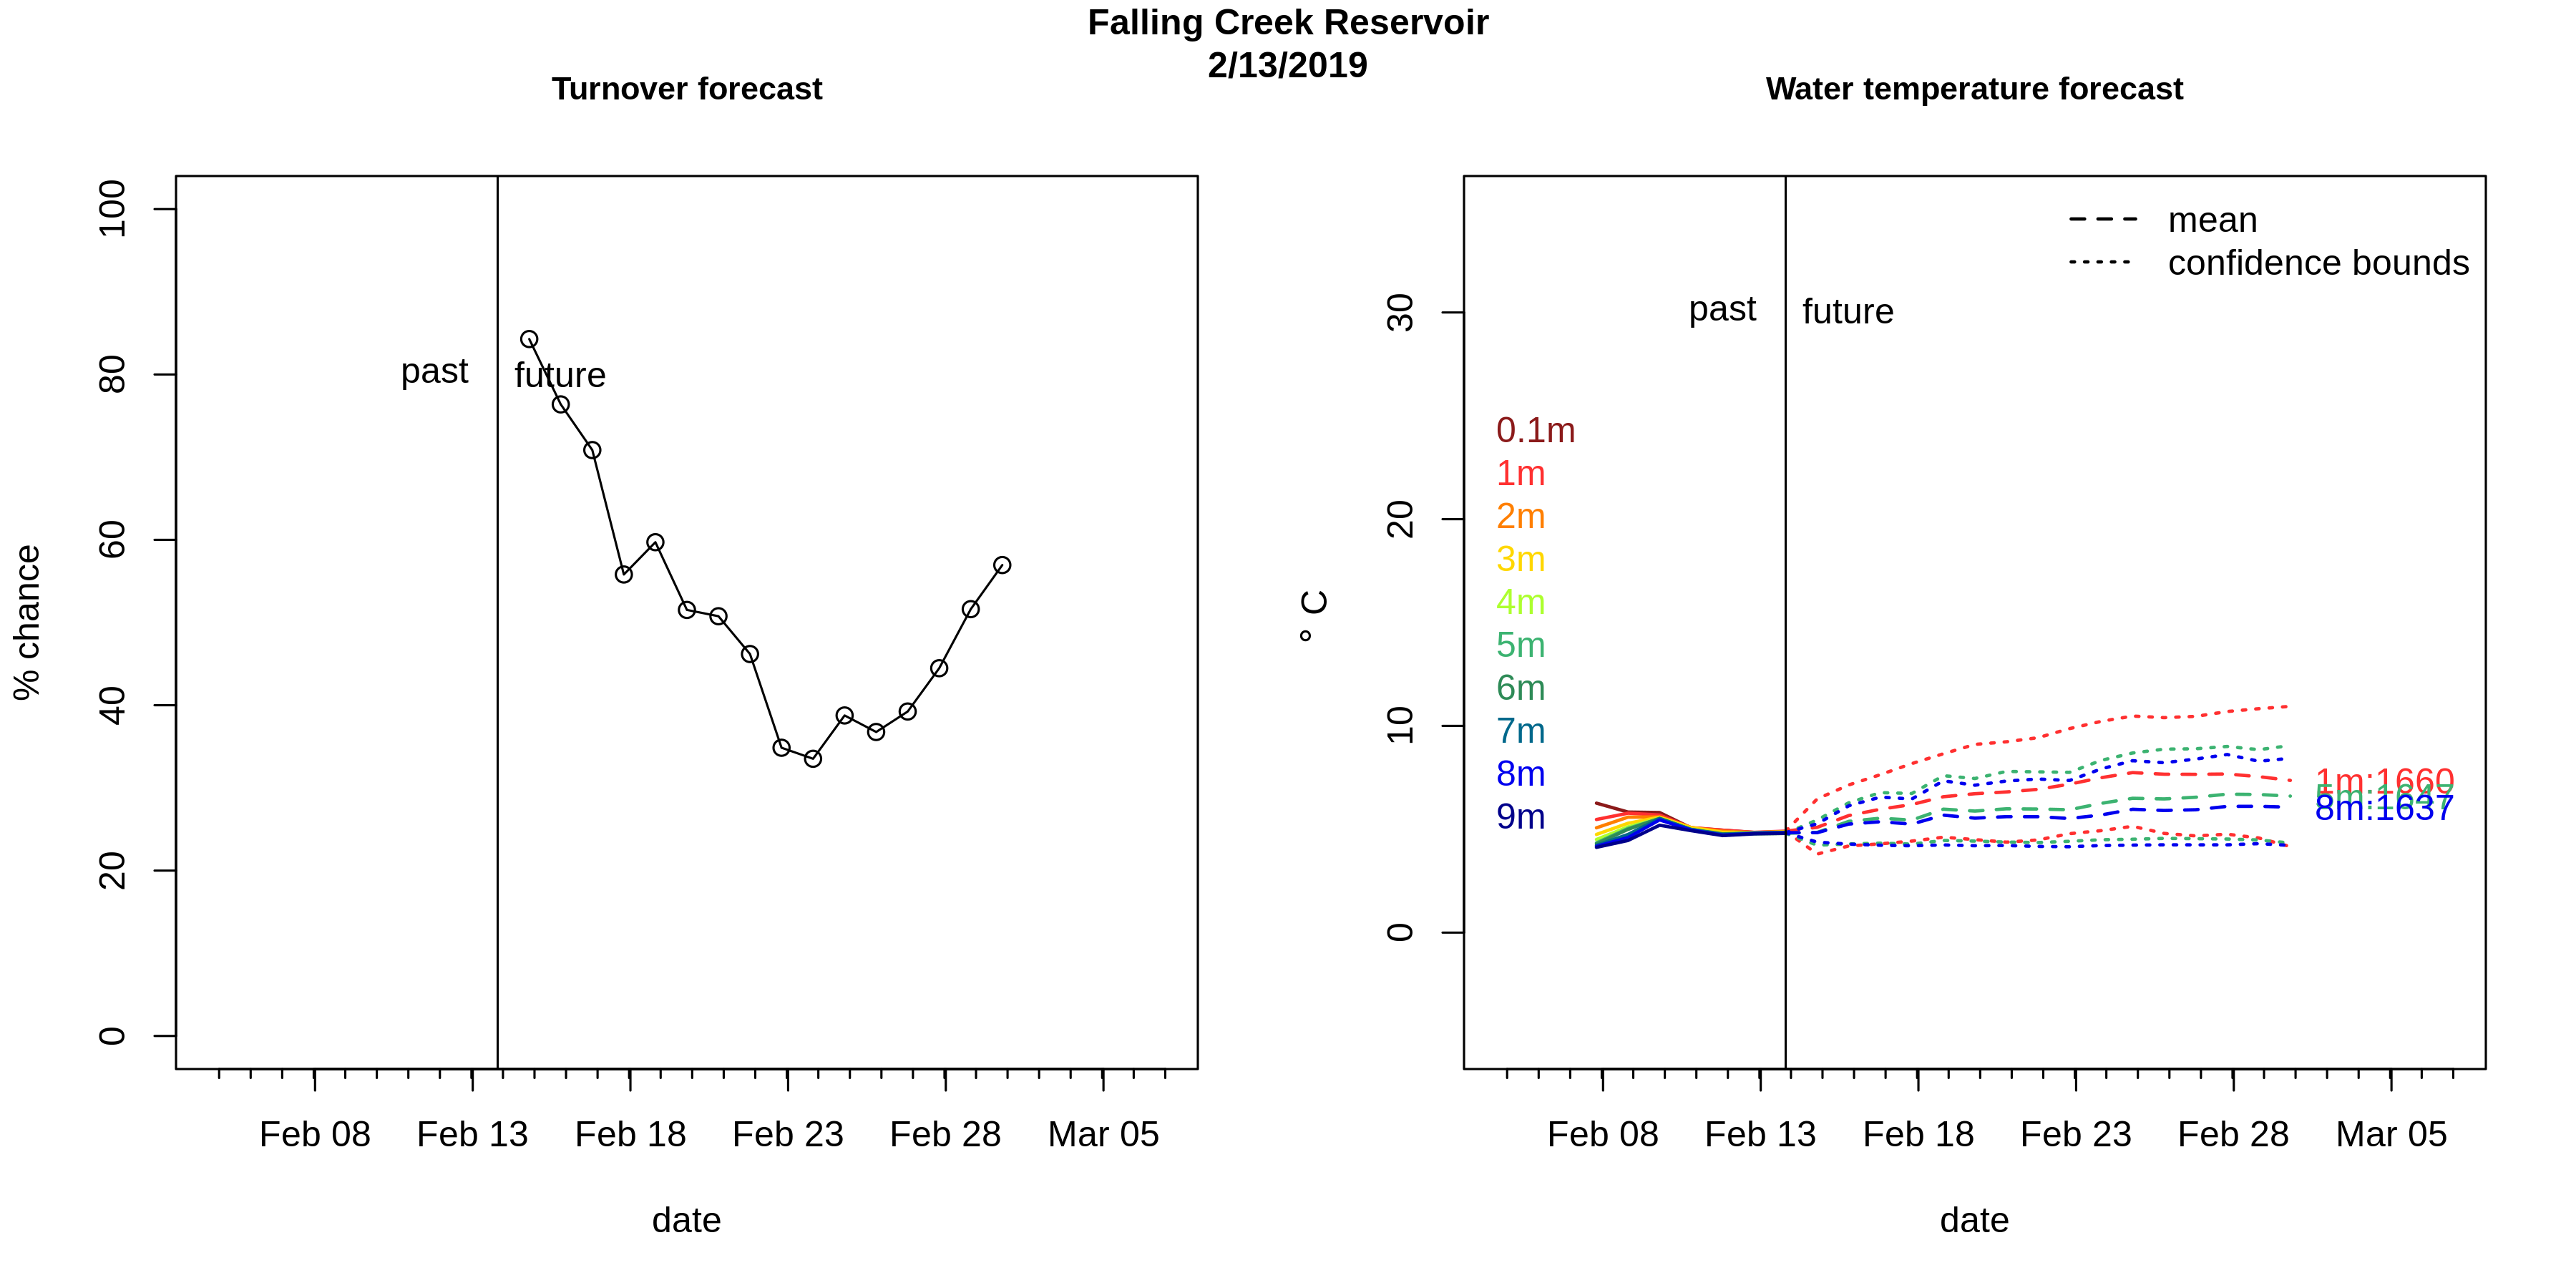 Falling Creek Reservoir
2/13/2019
Turnover forecast
% chance
100
80
60
40
20
0
past
future
Feb 08
Feb 13
Feb 18
Feb 23
Feb 28
Mar 05
date
Water temperature forecast
° C
30
20
10
0
past
future
mean
confidence bounds
0.1m
1m
2m
3m
4m
5m
6m
7m
8m
9m
1m:1660
8m:1637
Feb 08
Feb 13
Feb 18
Feb 23
Feb 28
Mar 05
date